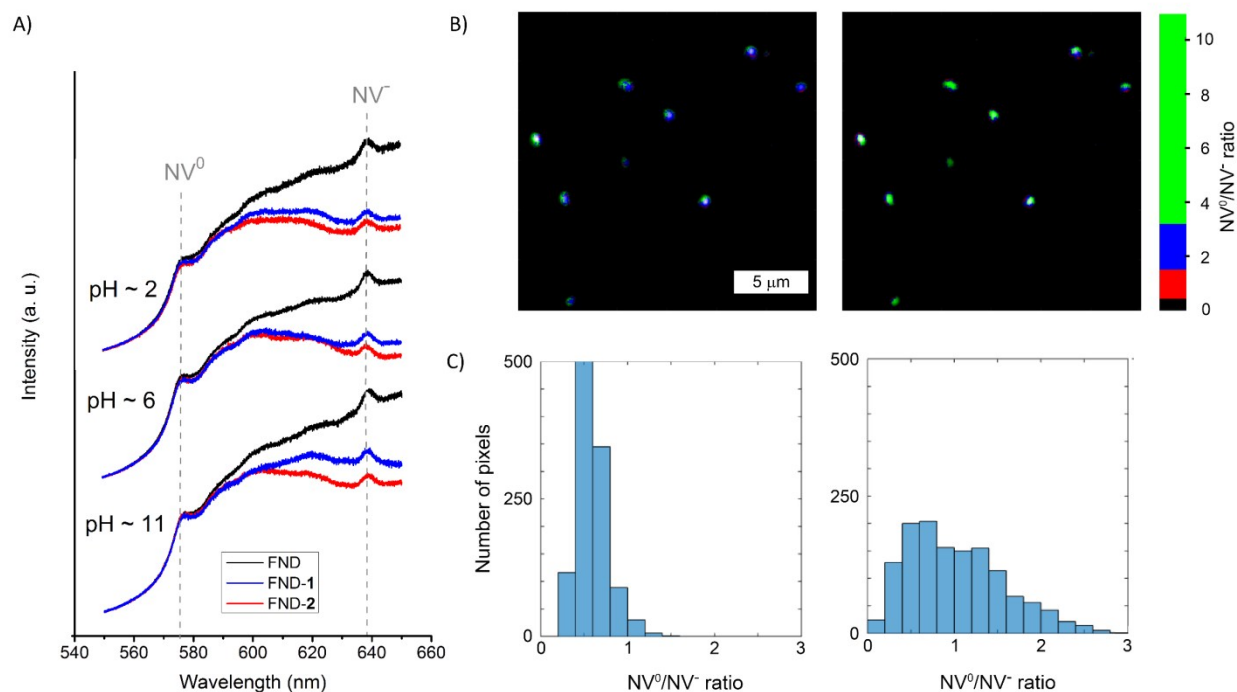 A)
NV⁰
NV⁻
pH ~ 2
pH ~ 6
pH ~ 11
FND
FND-1
FND-2
Intensity (a. u.)
540 560 580 600 620 640 660
Wavelength (nm)
B)
5 μm
10
8
6
4
2
0
NV⁰/NV⁻ ratio
C)
500
250
0
Number of pixels
0 1 2 3
NV⁰/NV⁻ ratio
500
250
0
0 1 2 3
NV⁰/NV⁻ ratio